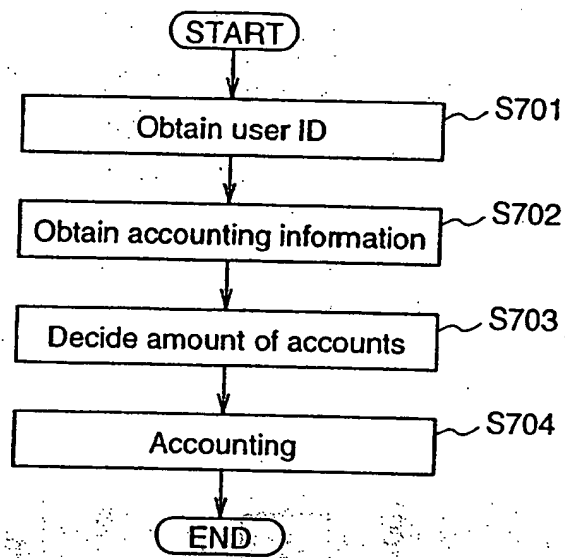 START
Obtain user ID
S701
Obtain accounting information
S702
Decide amount of accounts
S703
Accounting
S704
END